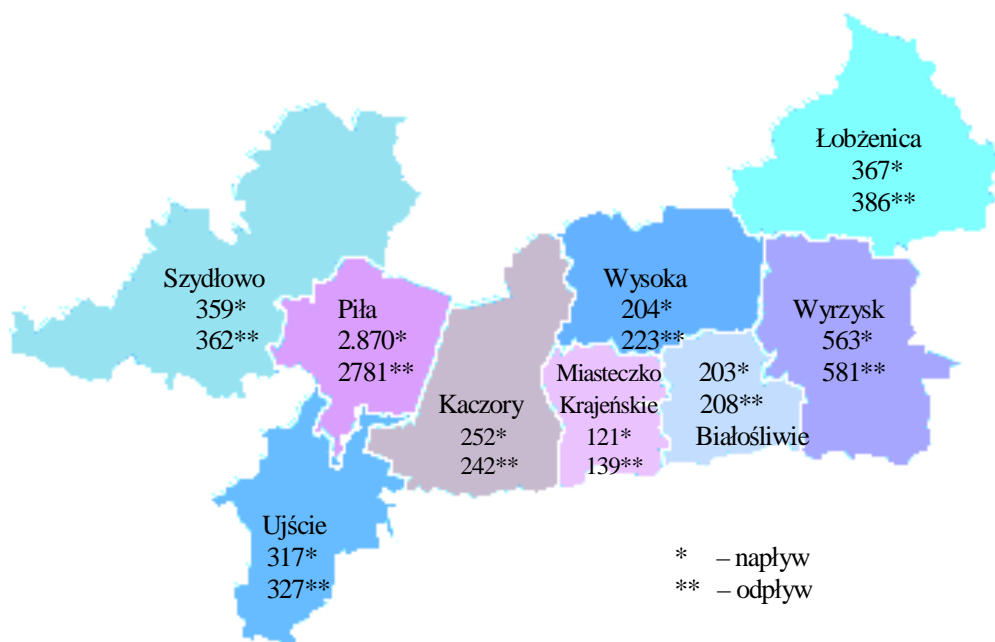 Łobżenica
367*
386**
Szydłowo
359*
362**
Piła
2.870*
2781**
Wysoka
204*
223**
Wyrzysk
563*
581**
Kaczory
252*
242**
Miasteczko
Krajeńskie
121*
139**
203*
208**
Białośliwie
Ujście
317*
327**
* – napływ
** – odpływ